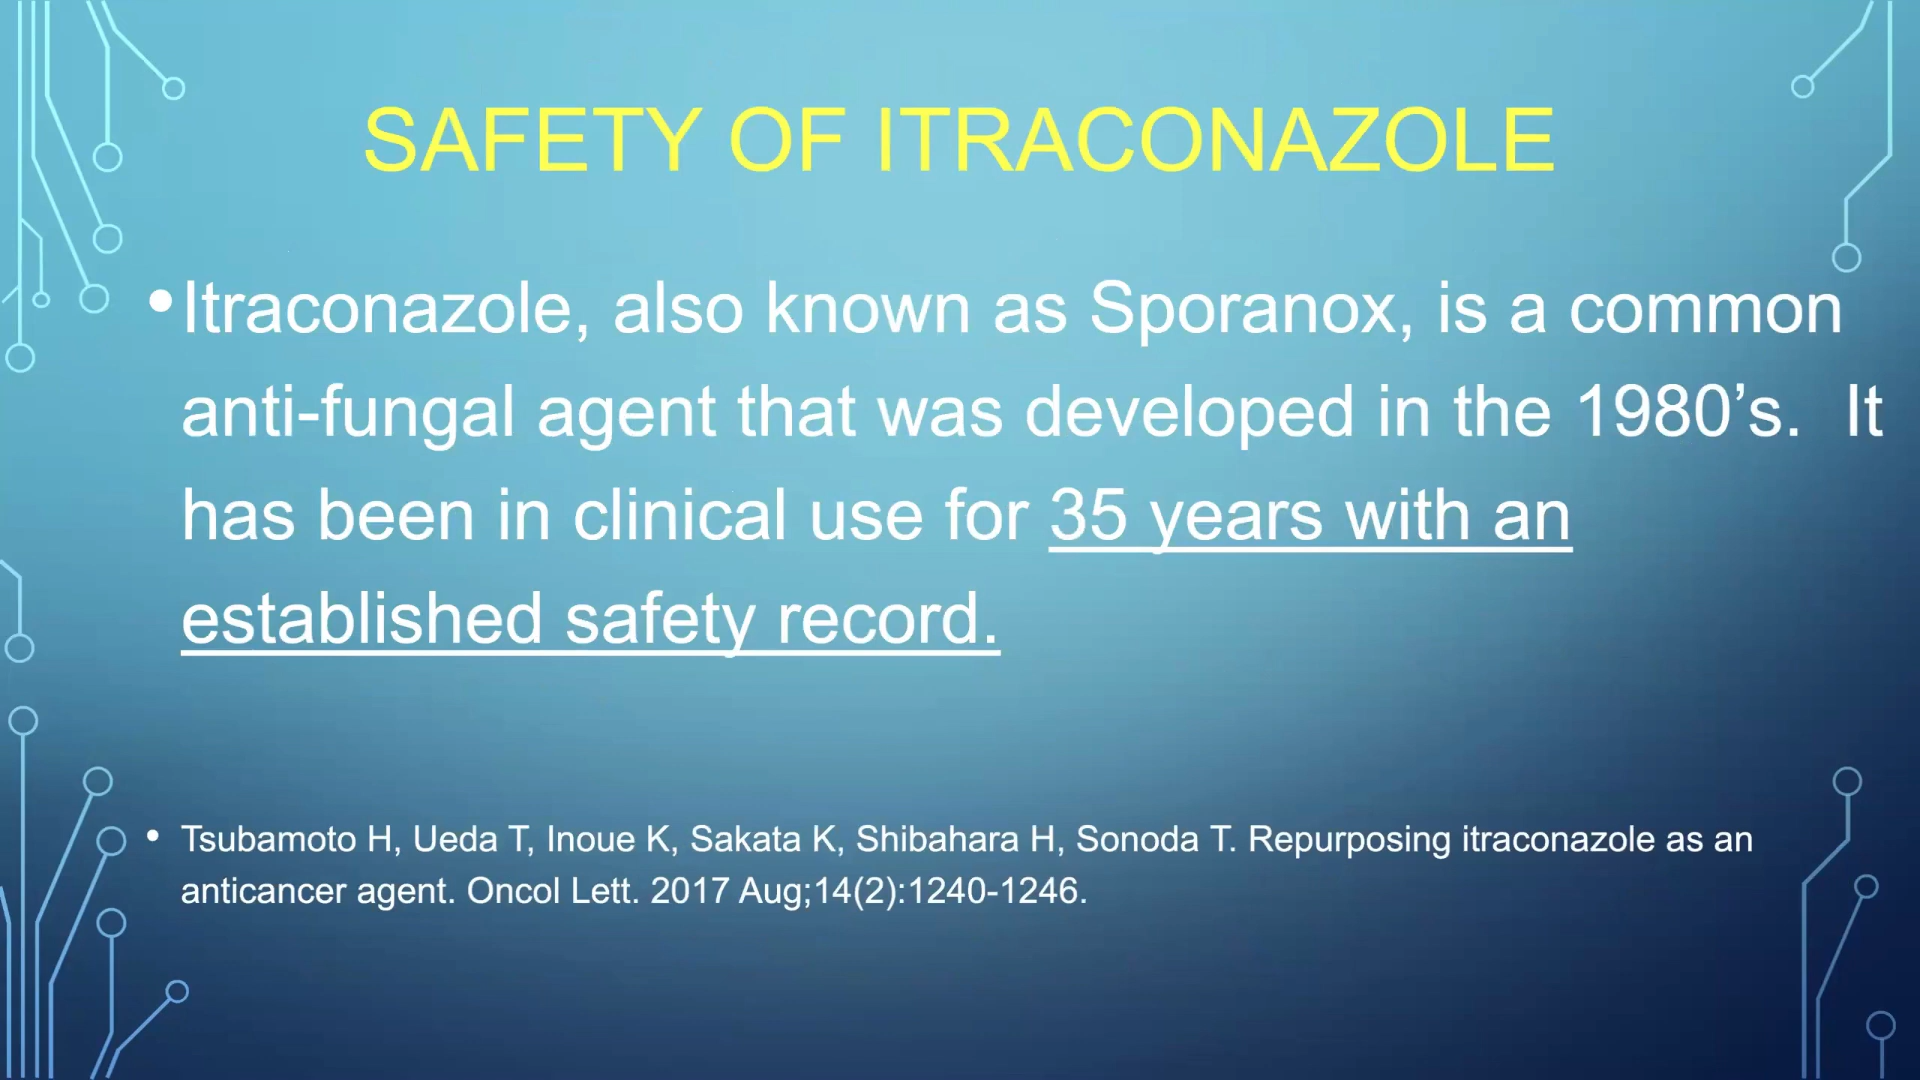 SAFETY OF ITRACONAZOLE
•Itraconazole, also known as Sporanox, is a common
anti-fungal agent that was developed in the 1980’s.  It
has been in clinical use for 35 years with an
established safety record.
• Tsubamoto H, Ueda T, Inoue K, Sakata K, Shibahara H, Sonoda T. Repurposing itraconazole as an
anticancer agent. Oncol Lett. 2017 Aug;14(2):1240-1246.